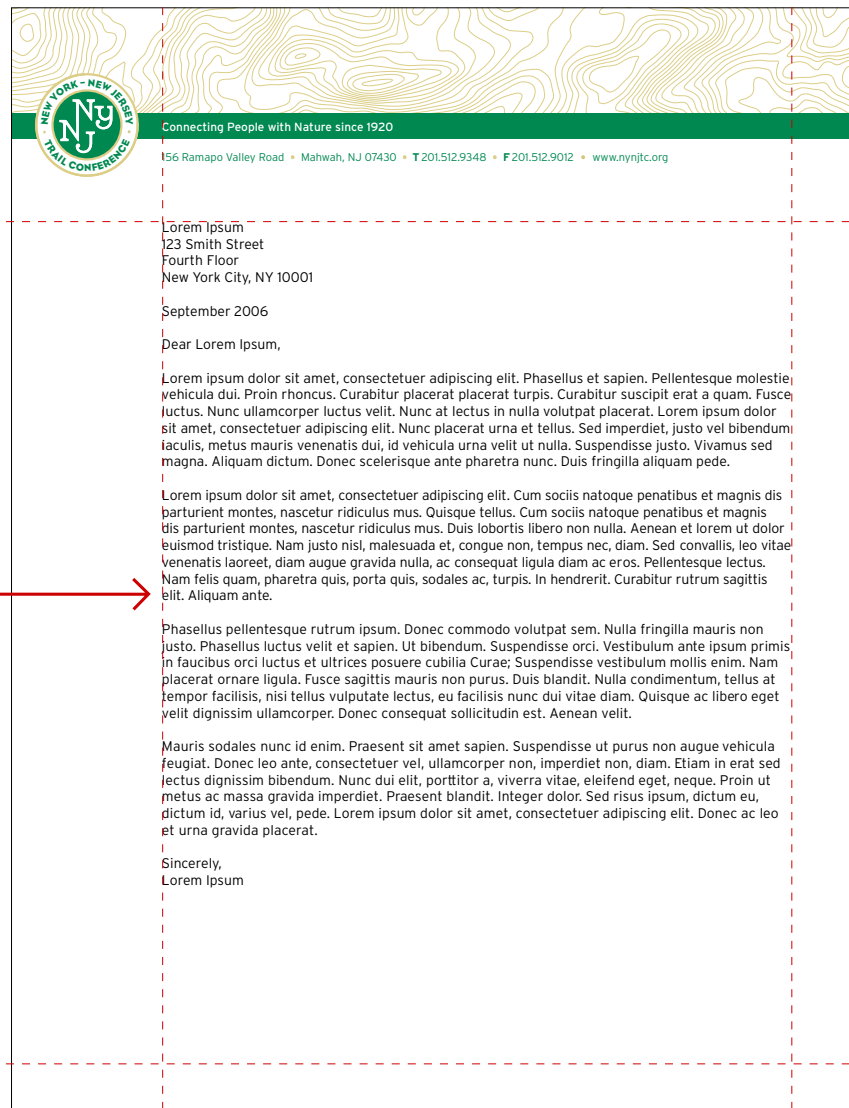 NEW YORK – NEW JERSEY
NY
NJ
TRAIL CONFERENCE
Connecting People with Nature since 1920
156 Ramapo Valley Road • Mahwah, NJ 07430 • T 201.512.9348 • F 201.512.9012 • www.nynjtc.org
Lorem Ipsum
123 Smith Street
Fourth Floor
New York City, NY 10001
September 2006
Dear Lorem Ipsum,
Lorem ipsum dolor sit amet, consectetuer adipiscing elit. Phasellus et sapien. Pellentesque molestie
vehicula dui. Proin rhoncus. Curabitur placerat placerat turpis. Curabitur suscipit erat a quam. Fusce
luctus. Nunc ullamcorper luctus velit. Nunc at lectus in nulla volutpat placerat. Lorem ipsum dolor
sit amet, consectetuer adipiscing elit. Nunc placerat urna et tellus. Sed imperdiet, justo vel bibendum
iaculis, metus mauris venenatis dui, id vehicula urna velit ut nulla. Suspendisse justo. Vivamus sed
magna. Aliquam dictum. Donec scelerisque ante pharetra nunc. Duis fringilla aliquam pede.
Lorem ipsum dolor sit amet, consectetuer adipiscing elit. Cum sociis natoque penatibus et magnis dis
parturient montes, nascetur ridiculus mus. Quisque tellus. Cum sociis natoque penatibus et magnis
dis parturient montes, nascetur ridiculus mus. Duis lobortis libero non nulla. Aenean et lorem ut dolor
euismod tristique. Nam justo nisl, malesuada et, congue non, tempus nec, diam. Sed convallis, leo vitae
venenatis laoreet, diam augue gravida nulla, ac consequat ligula diam ac eros. Pellentesque lectus.
Nam felis quam, pharetra quis, porta quis, sodales ac, turpis. In hendrerit. Curabitur rutrum sagittis
elit. Aliquam ante.
Phasellus pellentesque rutrum ipsum. Donec commodo volutpat sem. Nulla fringilla mauris non
justo. Phasellus luctus velit et sapien. Ut bibendum. Suspendisse orci. Vestibulum ante ipsum primis
in faucibus orci luctus et ultrices posuere cubilia Curae; Suspendisse vestibulum mollis enim. Nam
placerat ornare ligula. Fusce sagittis mauris non purus. Duis blandit. Nulla condimentum, tellus at
tempor facilisis, nisi tellus vulputate lectus, eu facilisis nunc dui vitae diam. Quisque ac libero eget
velit dignissim ullamcorper. Donec consequat sollicitudin est. Aenean velit.
Mauris sodales nunc id enim. Praesent sit amet sapien. Suspendisse ut purus non augue vehicula
feugiat. Donec leo ante, consectetuer vel, ullamcorper non, imperdiet non, diam. Etiam in erat sed
lectus dignissim bibendum. Nunc dui elit, porttitor a, viverra vitae, eleifend eget, neque. Proin ut
metus ac massa gravida imperdiet. Praesent blandit. Integer dolor. Sed risus ipsum, dictum eu,
dictum id, varius vel, pede. Lorem ipsum dolor sit amet, consectetuer adipiscing elit. Donec ac leo
et urna gravida placerat.
Sincerely,
Lorem Ipsum